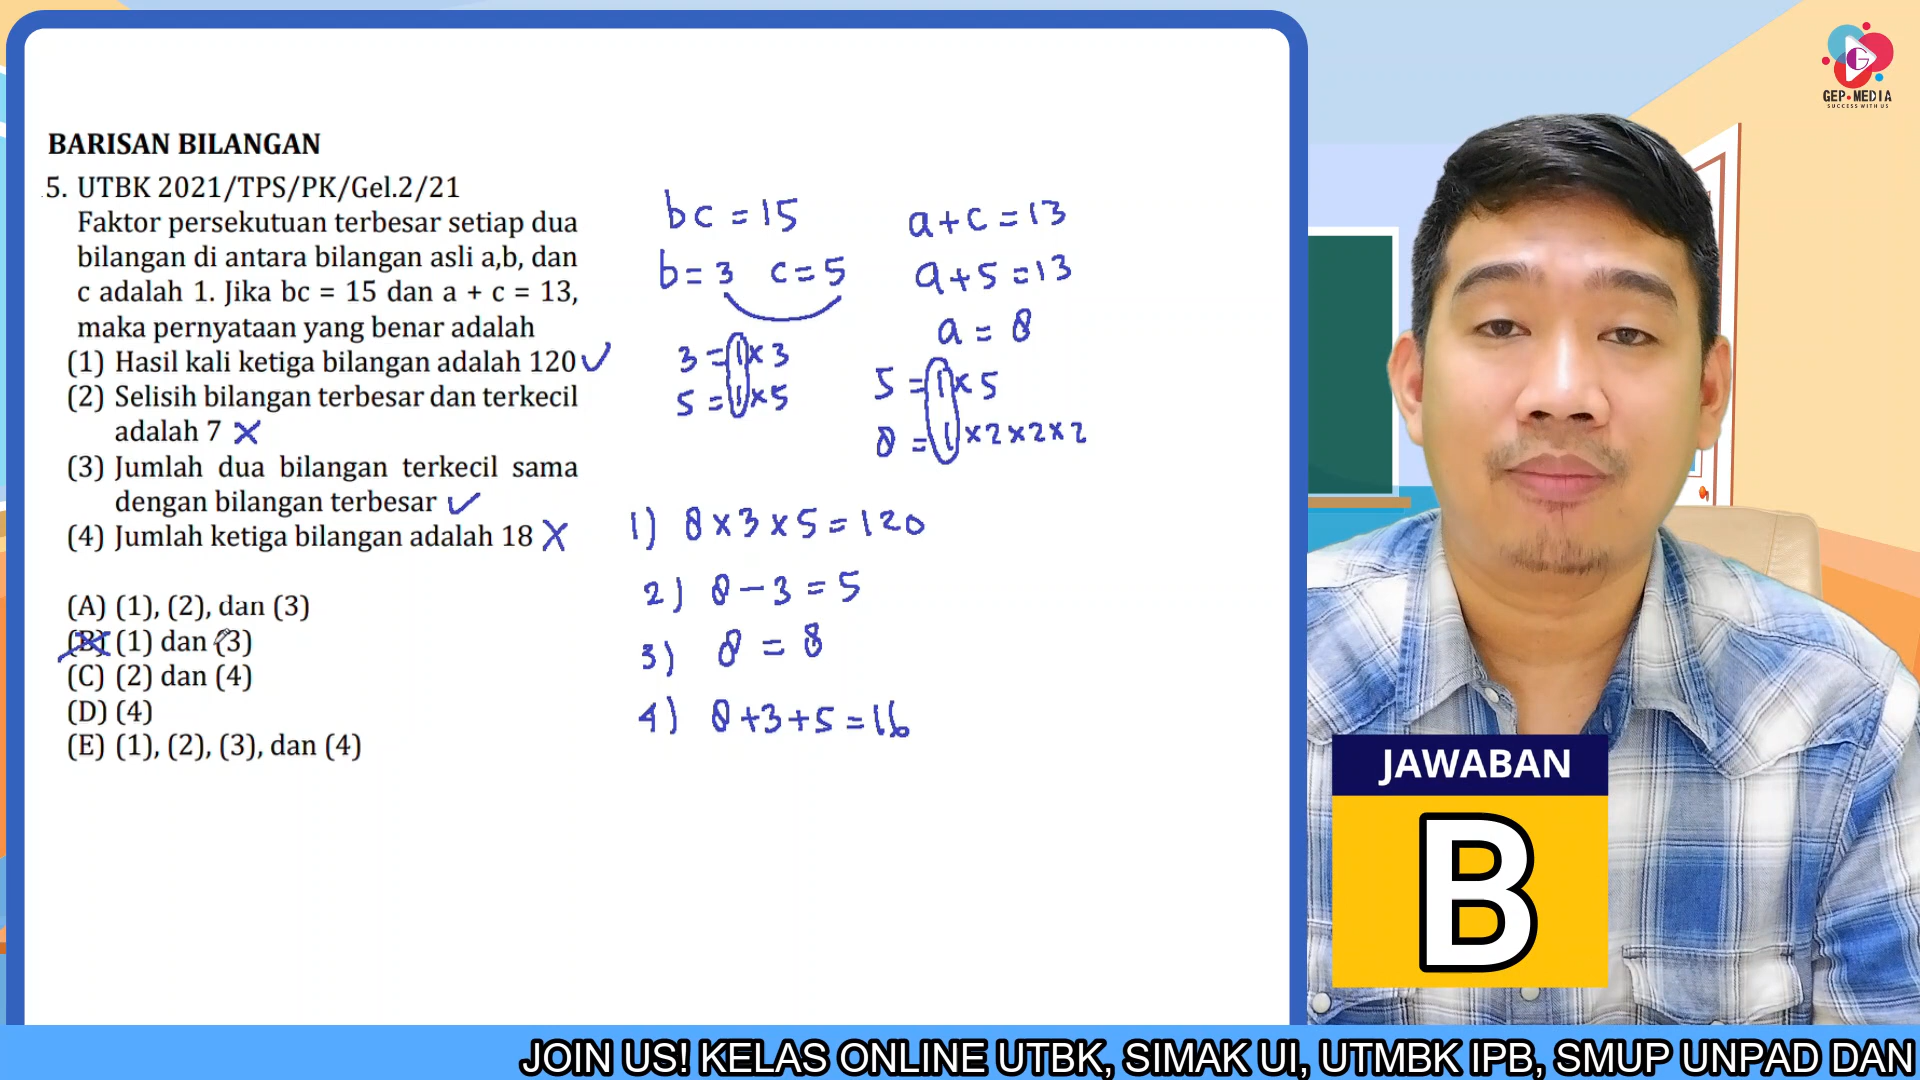 GEP MEDIA
SUCCESS WITH US
BARISAN BILANGAN
5. UTBK 2021/TPS/PK/Gel.2/21
Faktor persekutuan terbesar setiap dua
bilangan di antara bilangan asli a,b, dan
c adalah 1. Jika bc = 15 dan a + c = 13,
maka pernyataan yang benar adalah
(1) Hasil kali ketiga bilangan adalah 120 ✓
(2) Selisih bilangan terbesar dan terkecil
adalah 7 X
(3) Jumlah dua bilangan terkecil sama
dengan bilangan terbesar ✓
(4) Jumlah ketiga bilangan adalah 18 X
(A) (1), (2), dan (3)
(B) (1) dan (3)
(C) (2) dan (4)
(D) (4)
(E) (1), (2), (3), dan (4)
bc = 15
b = 3 c = 5
3 = 1 × 3
5 = 1 × 5
a + c = 13
a + 5 = 13
a = 8
5 = 1 × 5
8 = 1 × 2 × 2 × 2
1) 8 × 3 × 5 = 120
2) 8 − 3 = 5
3) 8 = 8
4) 8 + 3 + 5 = 16
JAWABAN
B
JOIN US! KELAS ONLINE UTBK, SIMAK UI, UTMBK IPB, SMUP UNPAD DAN